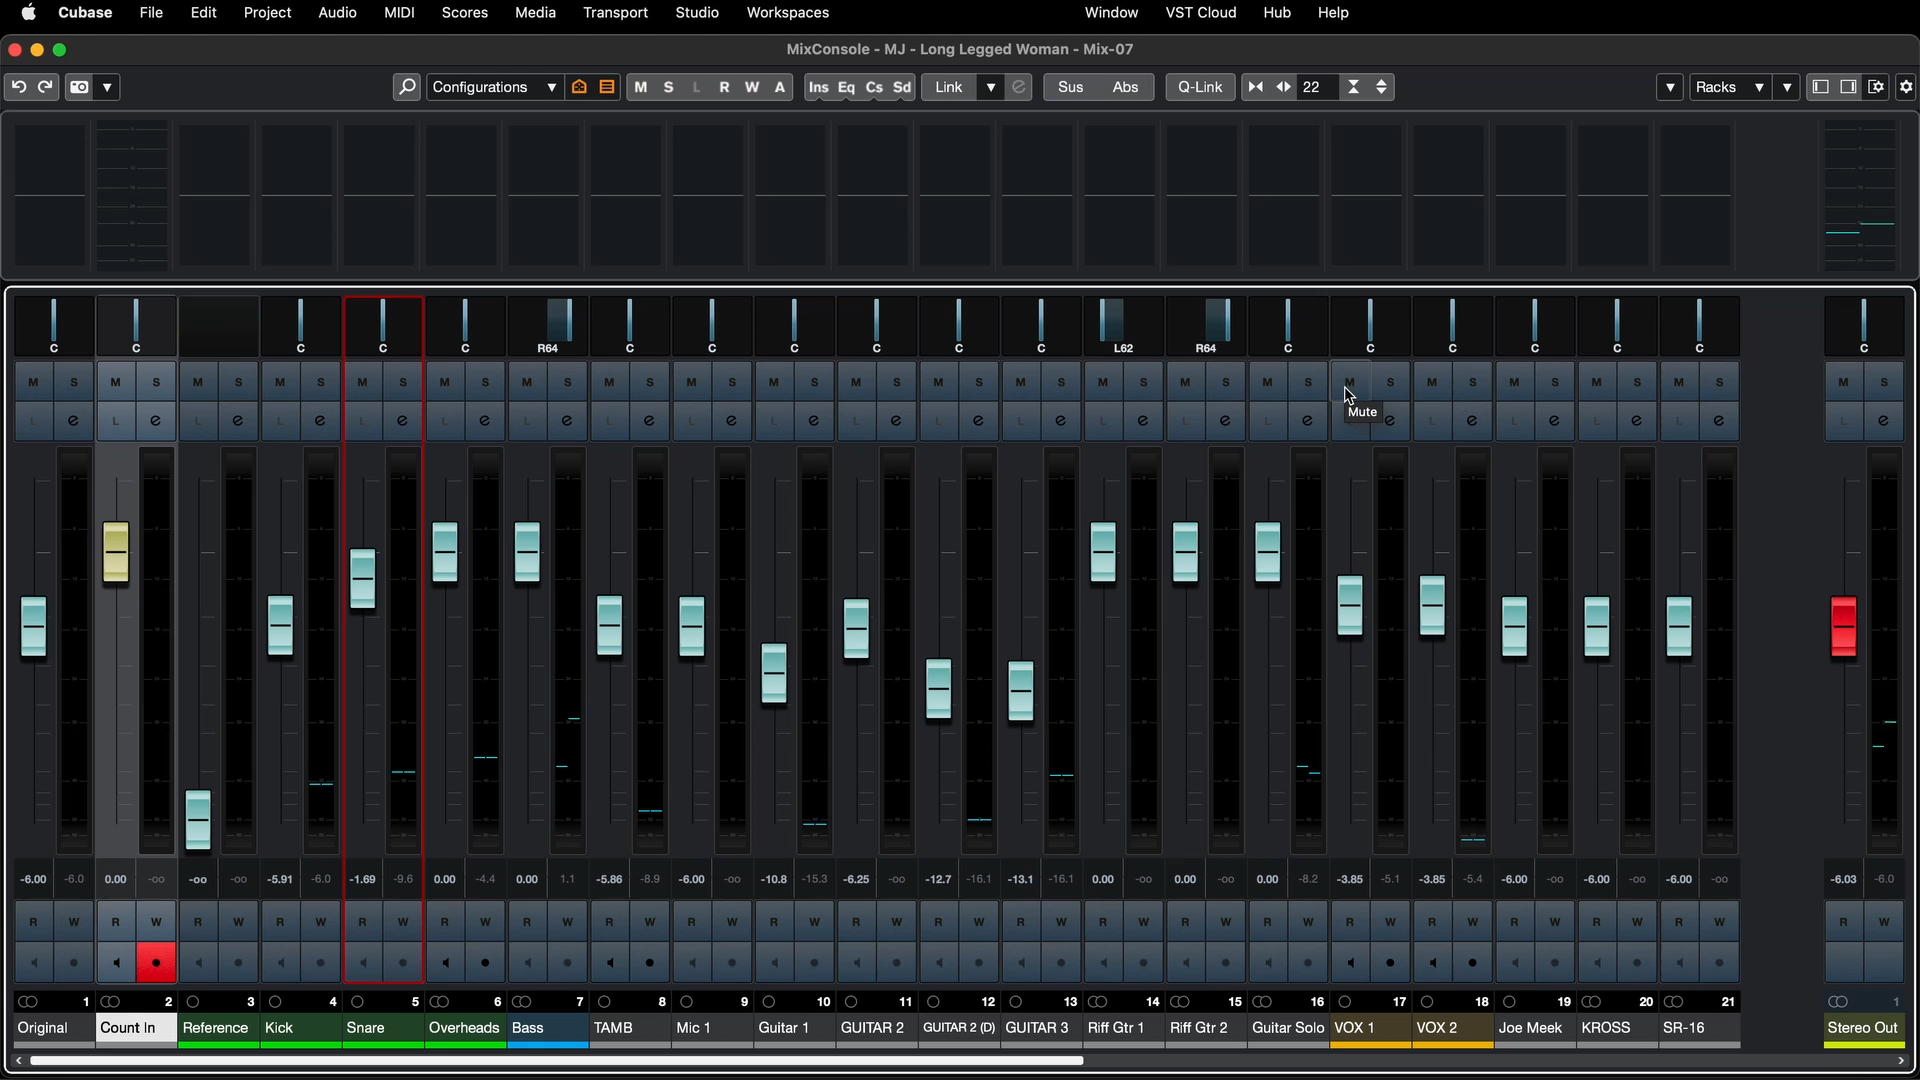 Cubase File Edit Project Audio MIDI Scores Media Transport Studio Workspaces Window VST Cloud Hub Help
MixConsole - MJ - Long Legged Woman - Mix-07
Configurations M S L R W A Ins Eq Cs Sd Link e Sus Abs Q-Link 22 Racks
C C C C C R64 C C C C C C L62 R64 C C C C C C C
M S M S M S M S M S M S M S M S M S M S M S M S M S M S M S M S M S M S M S M S M S M S
L e L e L e L e L e L e L e L e L e L e L e L e L e L e L e L e e L e L e L e L e L e
Mute
-6.00 -6.0 0.00 -oo -oo -oo -5.91 -6.0 -1.69 -9.6 0.00 -4.4 0.00 1.1 -5.86 -8.9 -6.00 -oo -10.8 -15.3 -6.25 -oo -12.7 -16.1 -13.1 -16.1 0.00 -oo 0.00 -oo 0.00 -8.2 -3.85 -5.1 -3.85 -5.4 -6.00 -oo -6.00 -oo -6.00 -oo -6.03 -6.0
R W R W R W R W R W R W R W R W R W R W R W R W R W R W R W R W R W R W R W R W R W R W
1 2 3 4 5 6 7 8 9 10 11 12 13 14 15 16 17 18 19 20 21 1
Original Count In Reference Kick Snare Overheads Bass TAMB Mic 1 Guitar 1 GUITAR 2 GUITAR 2 (D) GUITAR 3 Riff Gtr 1 Riff Gtr 2 Guitar Solo VOX 1 VOX 2 Joe Meek KROSS SR-16 Stereo Out